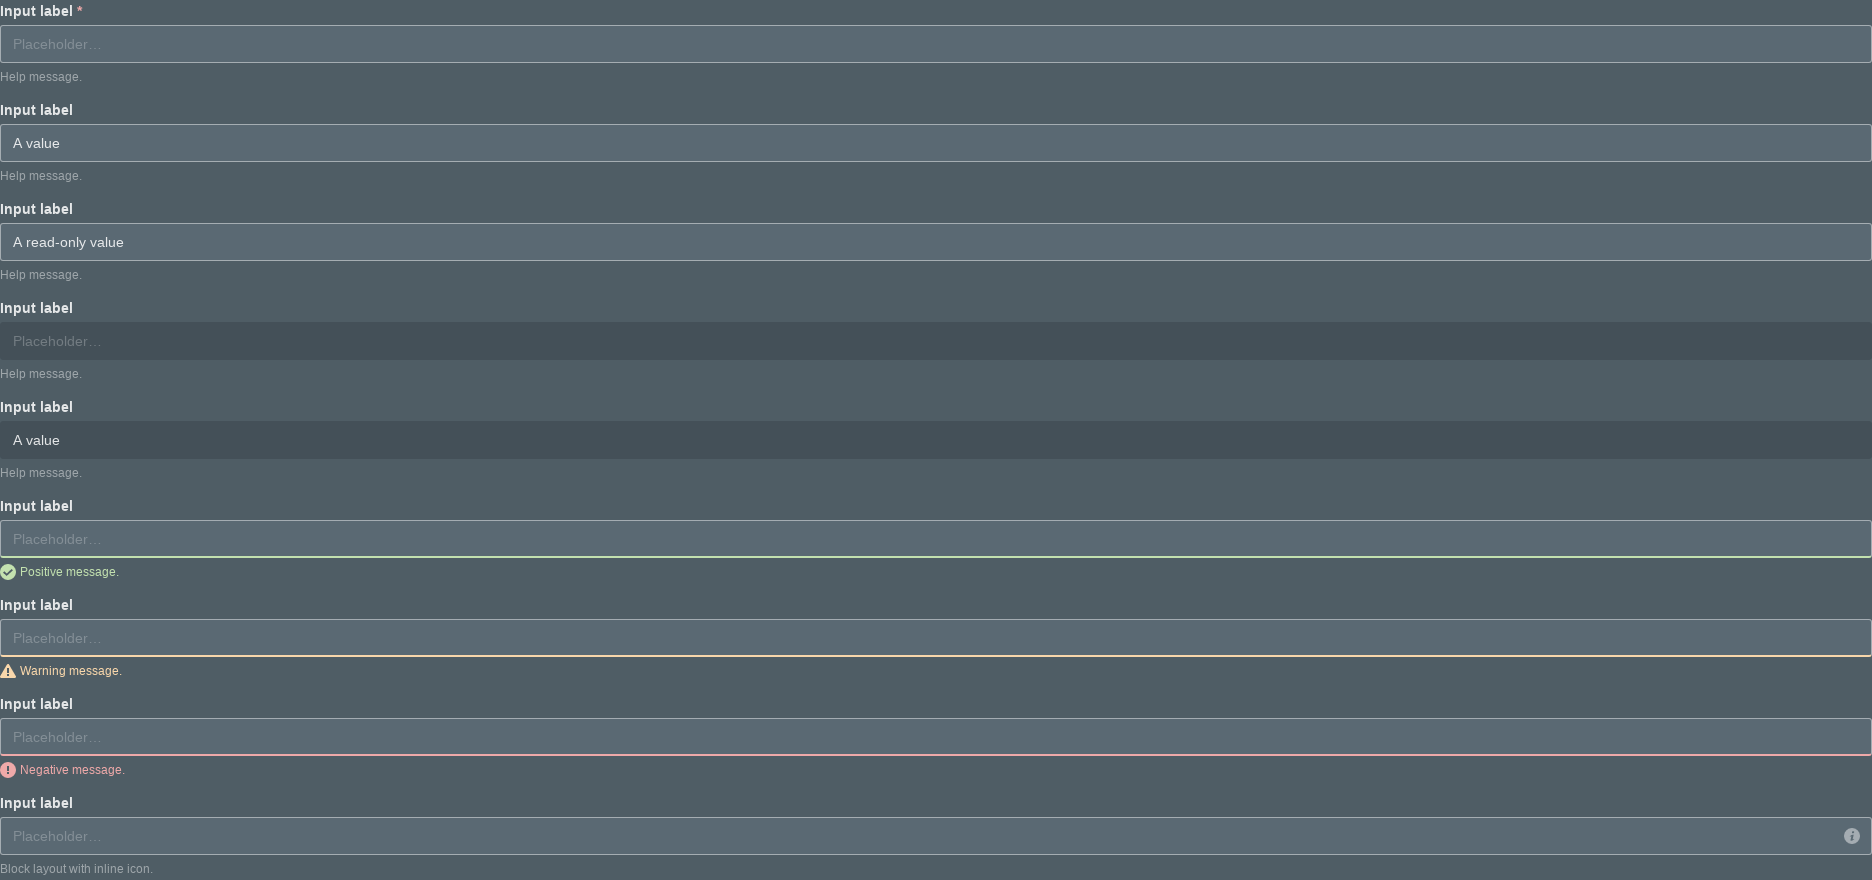 Input label *
Placeholder…
Help message.
Input label
A value
Help message.
Input label
A read-only value
Help message.
Input label
Placeholder…
Help message.
Input label
A value
Help message.
Input label
Placeholder…
Positive message.
Input label
Placeholder…
Warning message.
Input label
Placeholder…
Negative message.
Input label
Placeholder…
Block layout with inline icon.